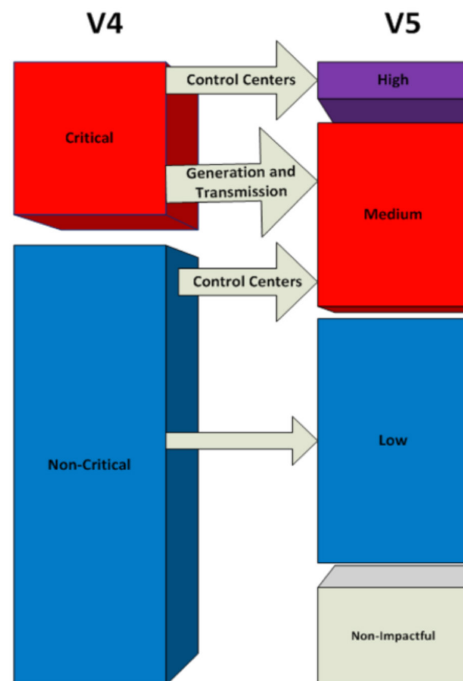 V4
V5
Control Centers
High
Critical
Generation and
Transmission
Medium
Control Centers
Non-Critical
Low
Non-Impactful